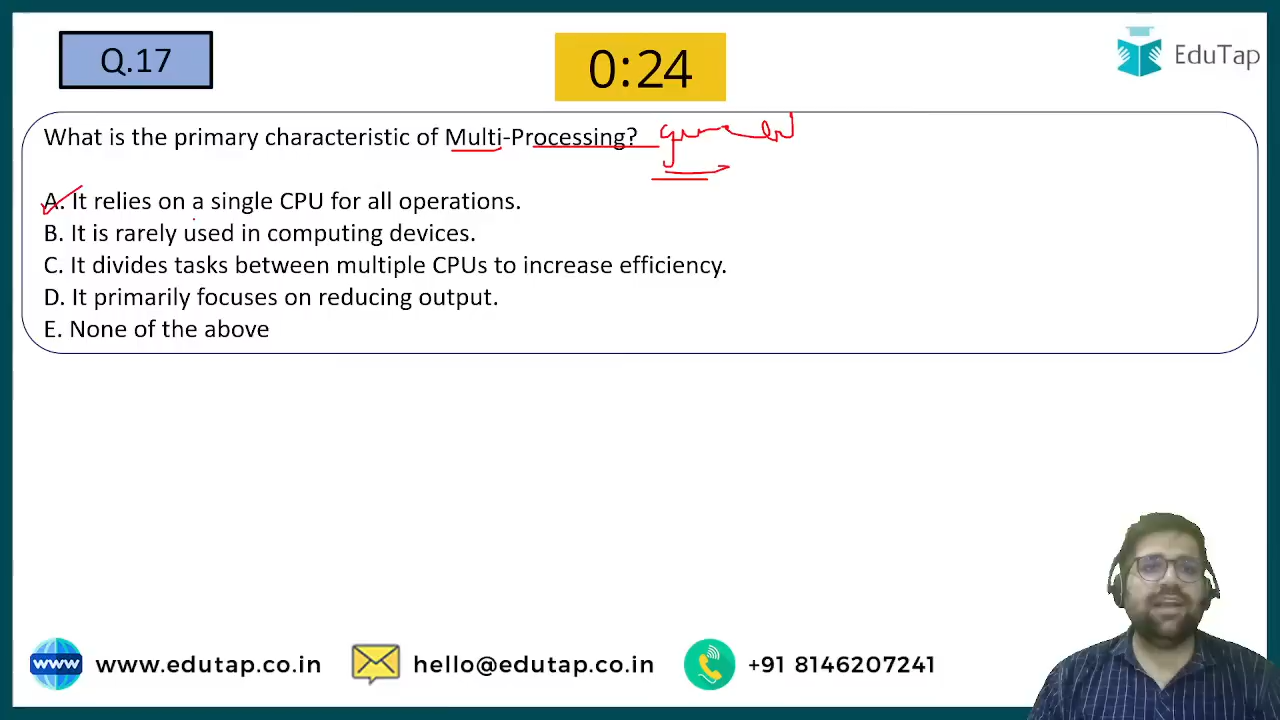 Q.17
0:24
EduTap
What is the primary characteristic of Multi-Processing?
A. It relies on a single CPU for all operations.
B. It is rarely used in computing devices.
C. It divides tasks between multiple CPUs to increase efficiency.
D. It primarily focuses on reducing output.
E. None of the above
www www.edutap.co.in hello@edutap.co.in +91 8146207241